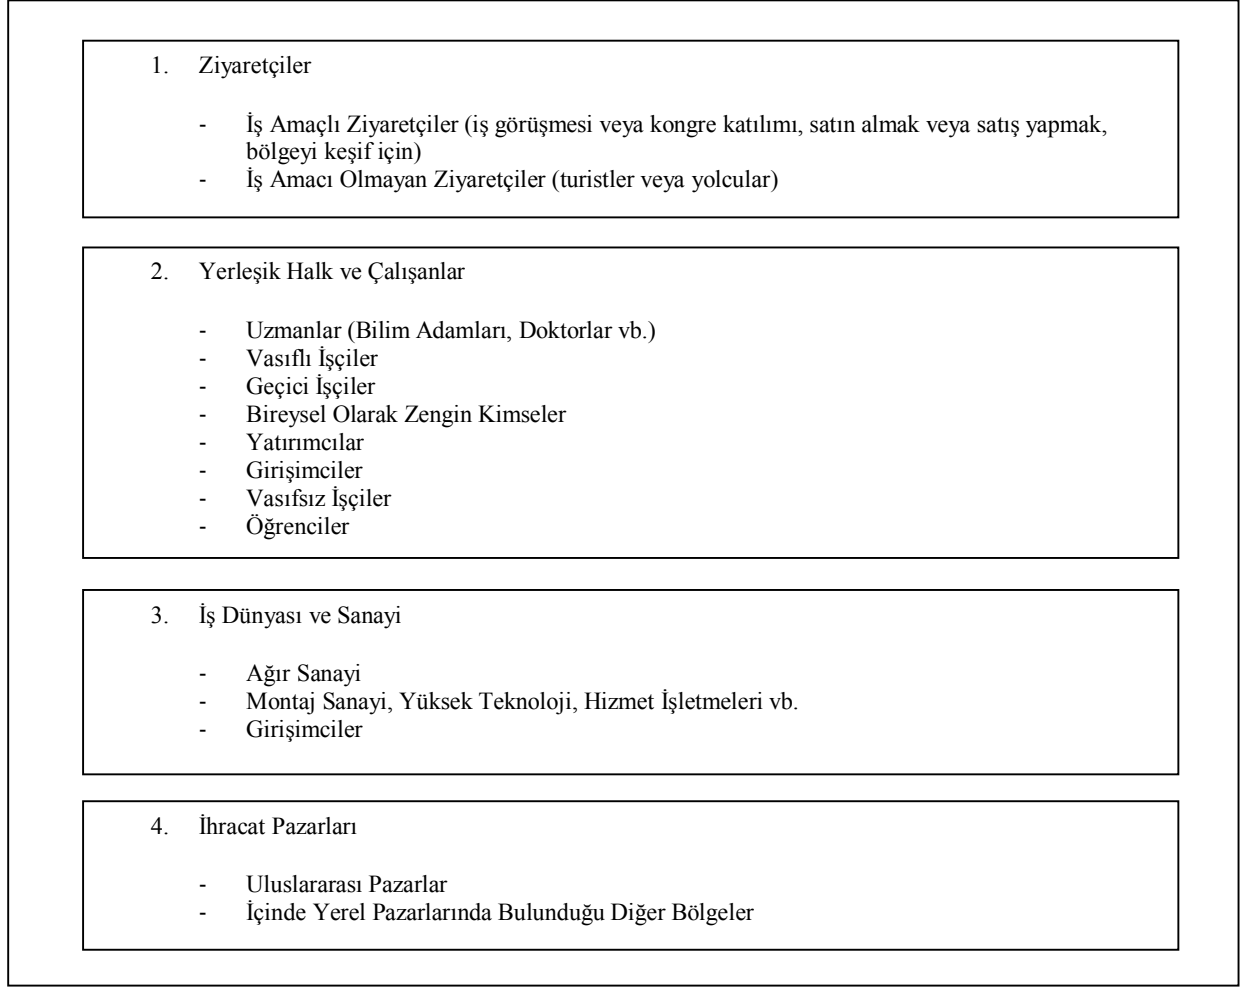 1. Ziyaretçiler
- İş Amaçlı Ziyaretçiler (iş görüşmesi veya kongre katılımı, satın almak veya satış yapmak,
bölgeyi keşif için)
- İş Amacı Olmayan Ziyaretçiler (turistler veya yolcular)
2. Yerleşik Halk ve Çalışanlar
- Uzmanlar (Bilim Adamları, Doktorlar vb.)
- Vasıflı İşçiler
- Geçici İşçiler
- Bireysel Olarak Zengin Kimseler
- Yatırımcılar
- Girişimciler
- Vasıfsız İşçiler
- Öğrenciler
3. İş Dünyası ve Sanayi
- Ağır Sanayi
- Montaj Sanayi, Yüksek Teknoloji, Hizmet İşletmeleri vb.
- Girişimciler
4. İhracat Pazarları
- Uluslararası Pazarlar
- İçinde Yerel Pazarlarında Bulunduğu Diğer Bölgeler